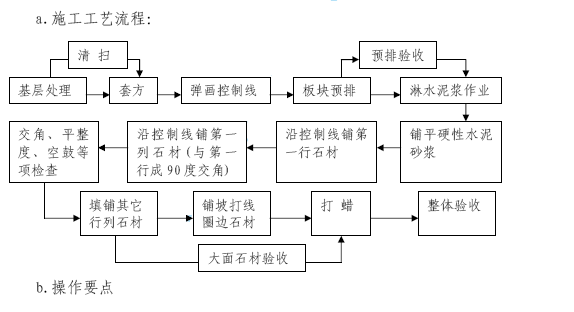 a.施工工艺流程:
清 扫
预排验收
基层处理
套方
弹画控制线
板块预排
淋水泥浆作业
交角、平整
度、空鼓等
项检查
沿控制线铺第一
列石材(与第一
行成90度交角)
沿控制线铺第
一行石材
铺平硬性水泥
砂浆
填铺其它
行列石材
铺坡打线
圈边石材
打 蜡
整体验收
大面石材验收
b.操作要点